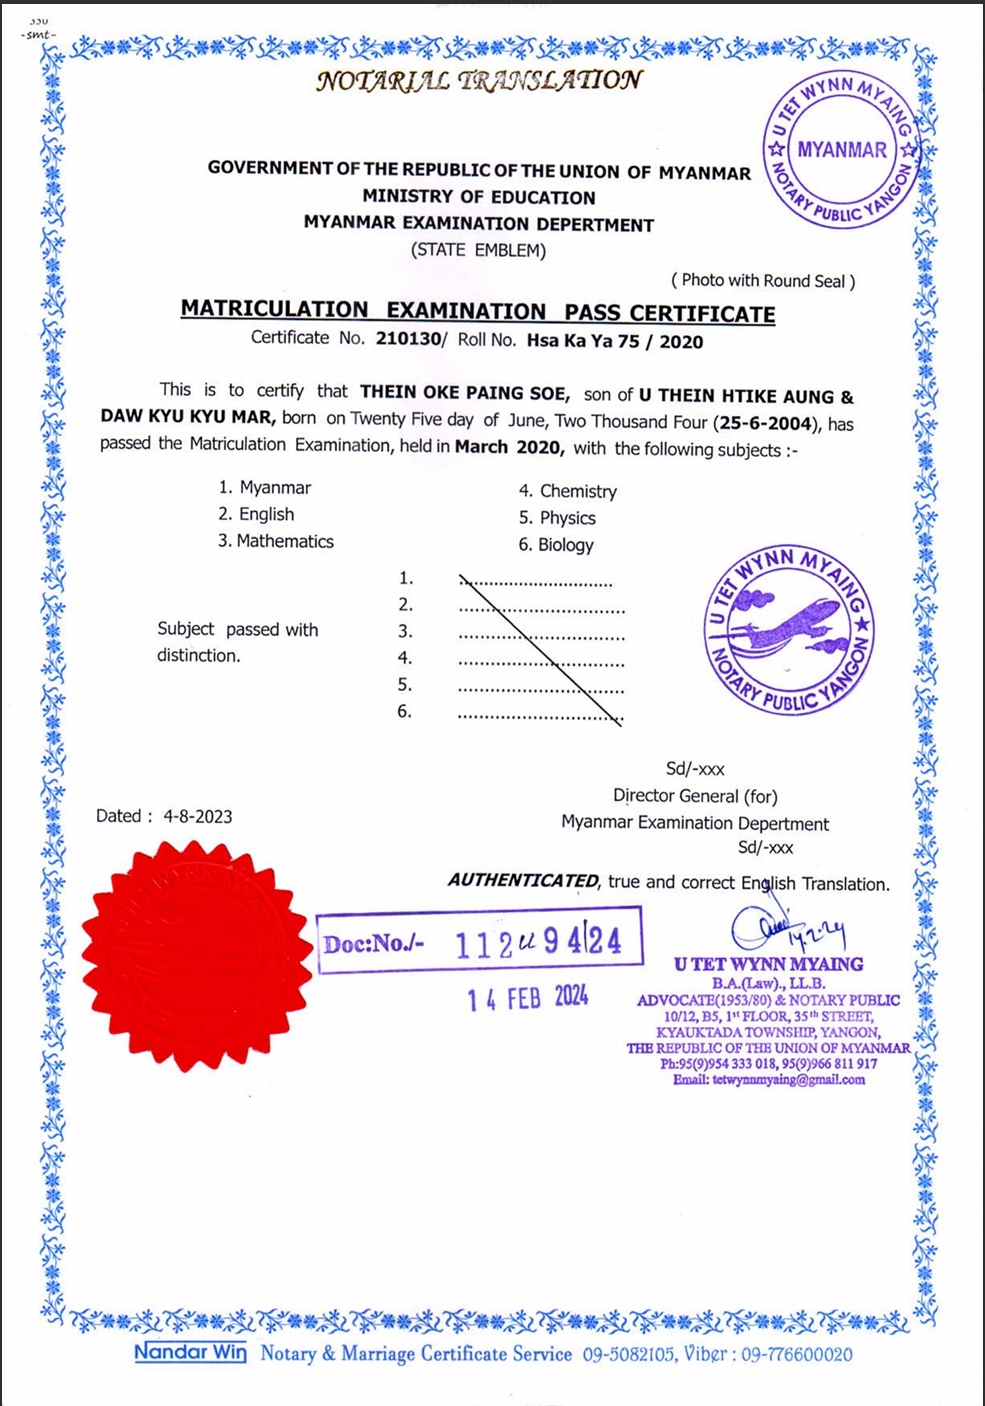 -smt-
NOTARIAL TRANSLATION
U TET WYNN MYAING
MYANMAR
NOTARY PUBLIC YANGON
GOVERNMENT OF THE REPUBLIC OF THE UNION OF MYANMAR
MINISTRY OF EDUCATION
MYANMAR EXAMINATION DEPERTMENT
(STATE EMBLEM)
( Photo with Round Seal )
MATRICULATION EXAMINATION PASS CERTIFICATE
Certificate No. 210130/ Roll No. Hsa Ka Ya 75 / 2020
This is to certify that THEIN OKE PAING SOE, son of U THEIN HTIKE AUNG &
DAW KYU KYU MAR, born on Twenty Five day of June, Two Thousand Four (25-6-2004), has
passed the Matriculation Examination, held in March 2020, with the following subjects :-
1. Myanmar
2. English
3. Mathematics
4. Chemistry
5. Physics
6. Biology
Subject passed with
distinction.
1. ....................................
2. ....................................
3. ....................................
4. ....................................
5. ....................................
6. ....................................
U TET WYNN MYAING
NOTARY PUBLIC YANGON
Sd/-xxx
Director General (for)
Myanmar Examination Depertment
Sd/-xxx
Dated : 4-8-2023
AUTHENTICATED, true and correct English Translation.
Doc:No./- 112 u 94/24
14 FEB 2024
14-2-24
U TET WYNN MYAING
B.A.(Law)., LL.B.
ADVOCATE(1953/80) & NOTARY PUBLIC
10/12, B5, 1st FLOOR, 35th STREET,
KYAUKTADA TOWNSHIP, YANGON,
THE REPUBLIC OF THE UNION OF MYANMAR
Ph:95(9)954 333 018, 95(9)966 811 917
Email: tetwynnmyaing@gmail.com
Nandar Win Notary & Marriage Certificate Service 09-5082105, Viber : 09-776600020